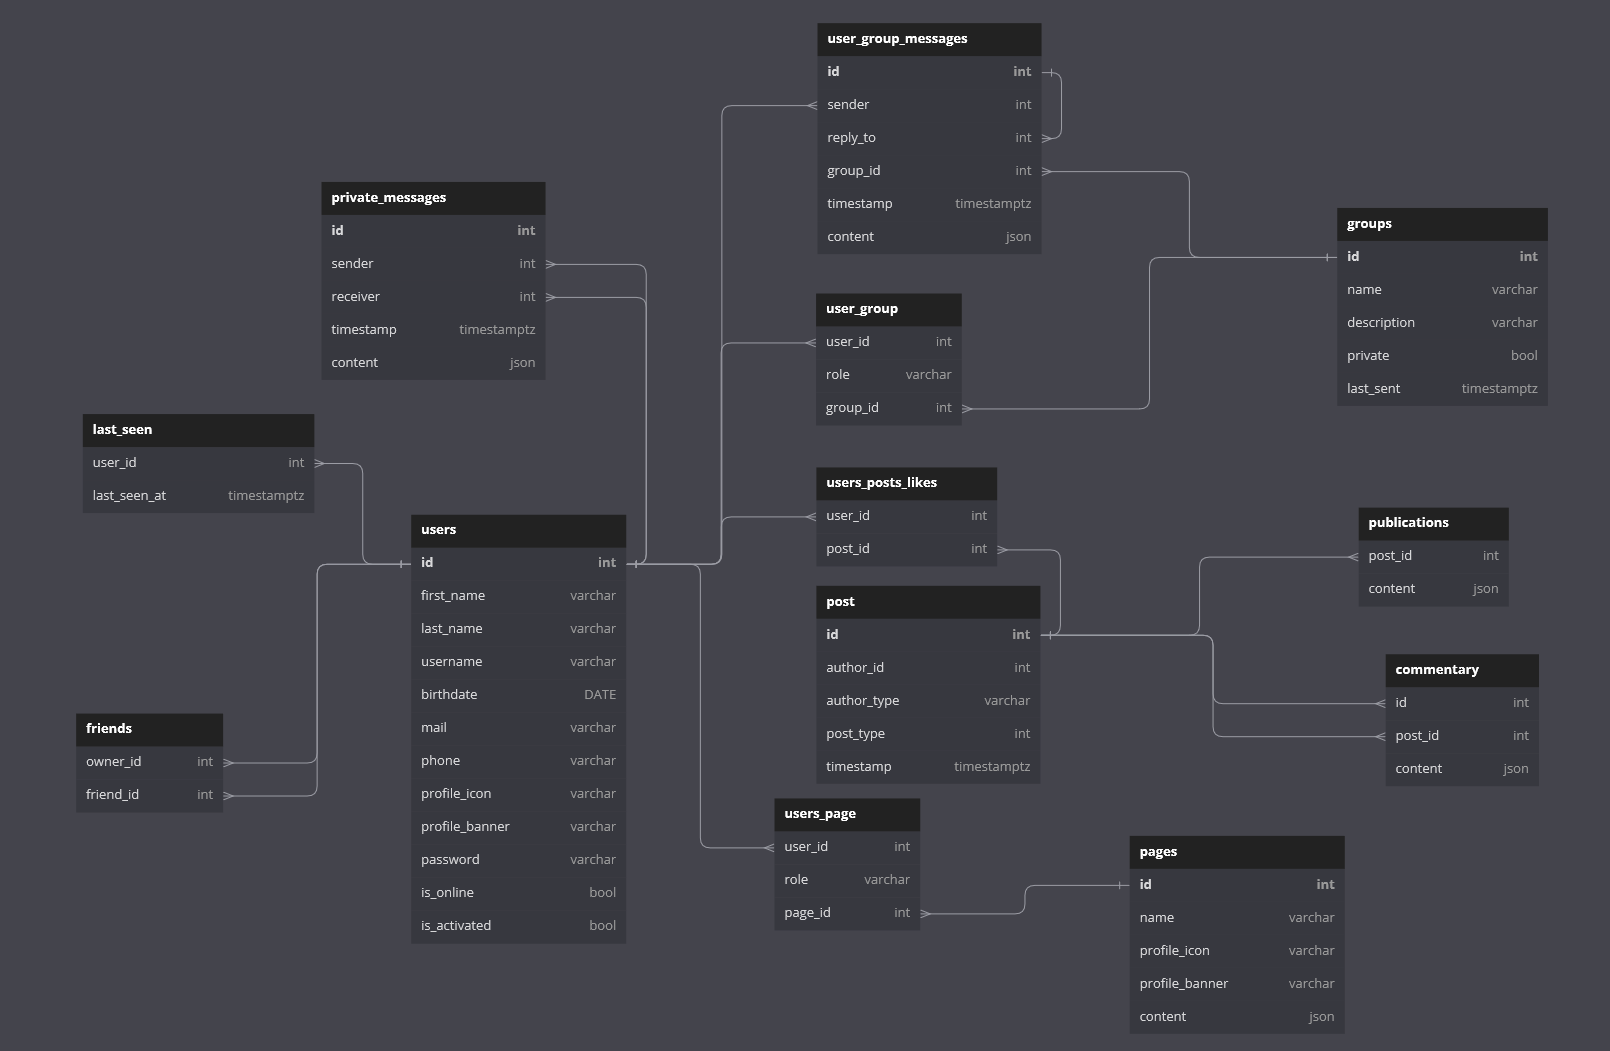 user_group_messages
id int
sender int
reply_to int
group_id int
timestamp timestamptz
content json
private_messages
id int
sender int
receiver int
timestamp timestamptz
content json
groups
id int
name varchar
description varchar
private bool
last_sent timestamptz
user_group
user_id int
role varchar
group_id int
last_seen
user_id int
last_seen_at timestamptz
users_posts_likes
user_id int
post_id int
users
id int
first_name varchar
last_name varchar
username varchar
birthdate DATE
mail varchar
phone varchar
profile_icon varchar
profile_banner varchar
password varchar
is_online bool
is_activated bool
publications
post_id int
content json
post
id int
author_id int
author_type varchar
post_type int
timestamp timestamptz
commentary
id int
post_id int
content json
friends
owner_id int
friend_id int
users_page
user_id int
role varchar
page_id int
pages
id int
name varchar
profile_icon varchar
profile_banner varchar
content json